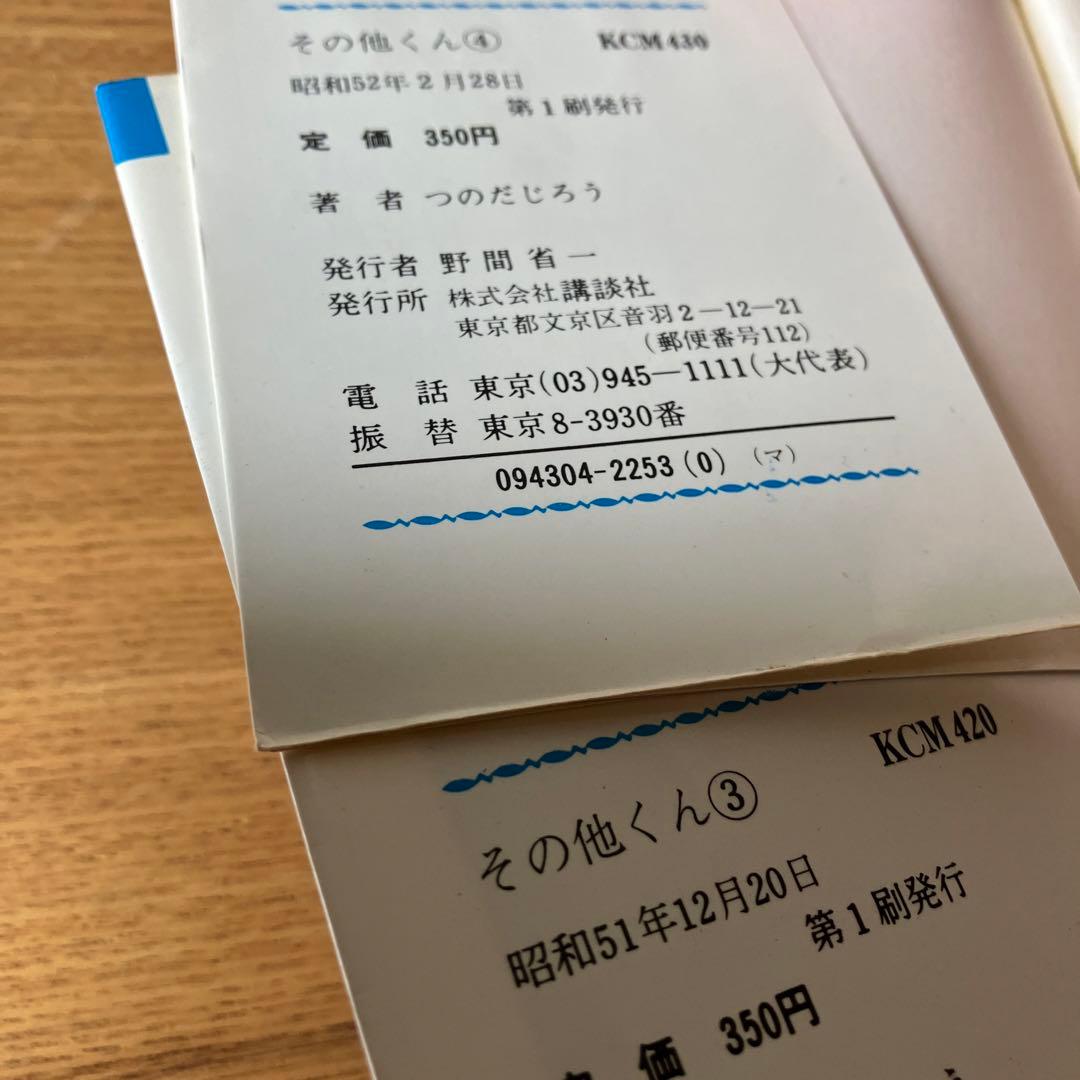 その他くん④ KCM430
昭和52年2月28日
第1刷発行
定価 350円
著者 つのだじろう
発行者 野間省一
発行所 株式会社講談社
東京都文京区音羽2—12—21
(郵便番号112)
電話 東京(03)945—1111(大代表)
振替 東京8-3930番
094304-2253(0) (マ)
KCM420
その他くん③
昭和51年12月20日
第1刷発行
定価 350円